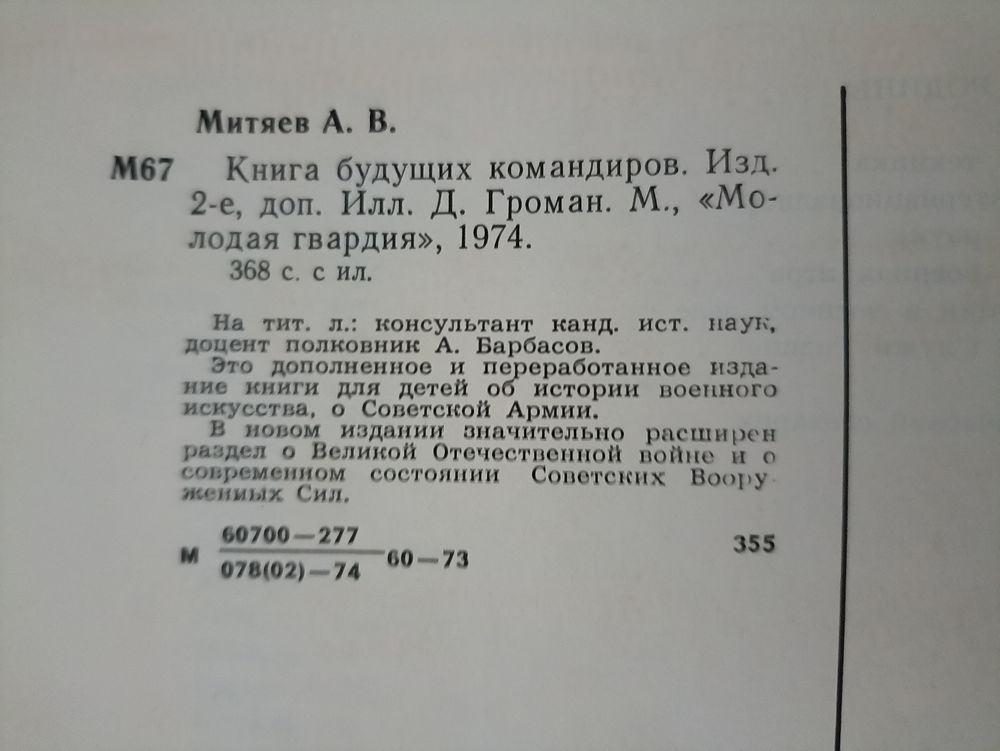 Митяев А. В.
М67 Книга будущих командиров. Изд.
2-е, доп. Илл. Д. Громан. М., «Мо-
лодая гвардия», 1974.
368 с. с ил.
На тит. л.: консультант канд. ист. наук,
доцент полковник А. Барбасов.
Это дополненное и переработанное изда-
ние книги для детей об истории военного
искусства, о Советской Армии.
В новом издании значительно расширен
раздел о Великой Отечественной войне и о
современном состоянии Советских Воору-
женных Сил.
60700—277
М 60—73 355
078(02)—74